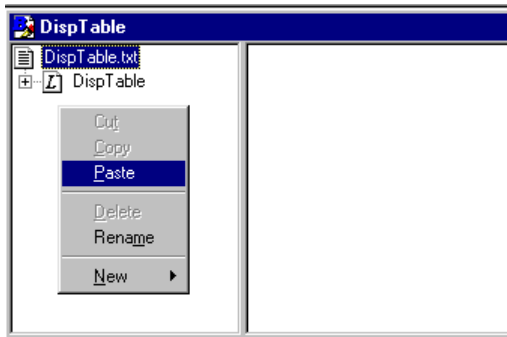 DispTable
DispTable.txt
L DispTable
Cut
Copy
Paste
Delete
Rename
New